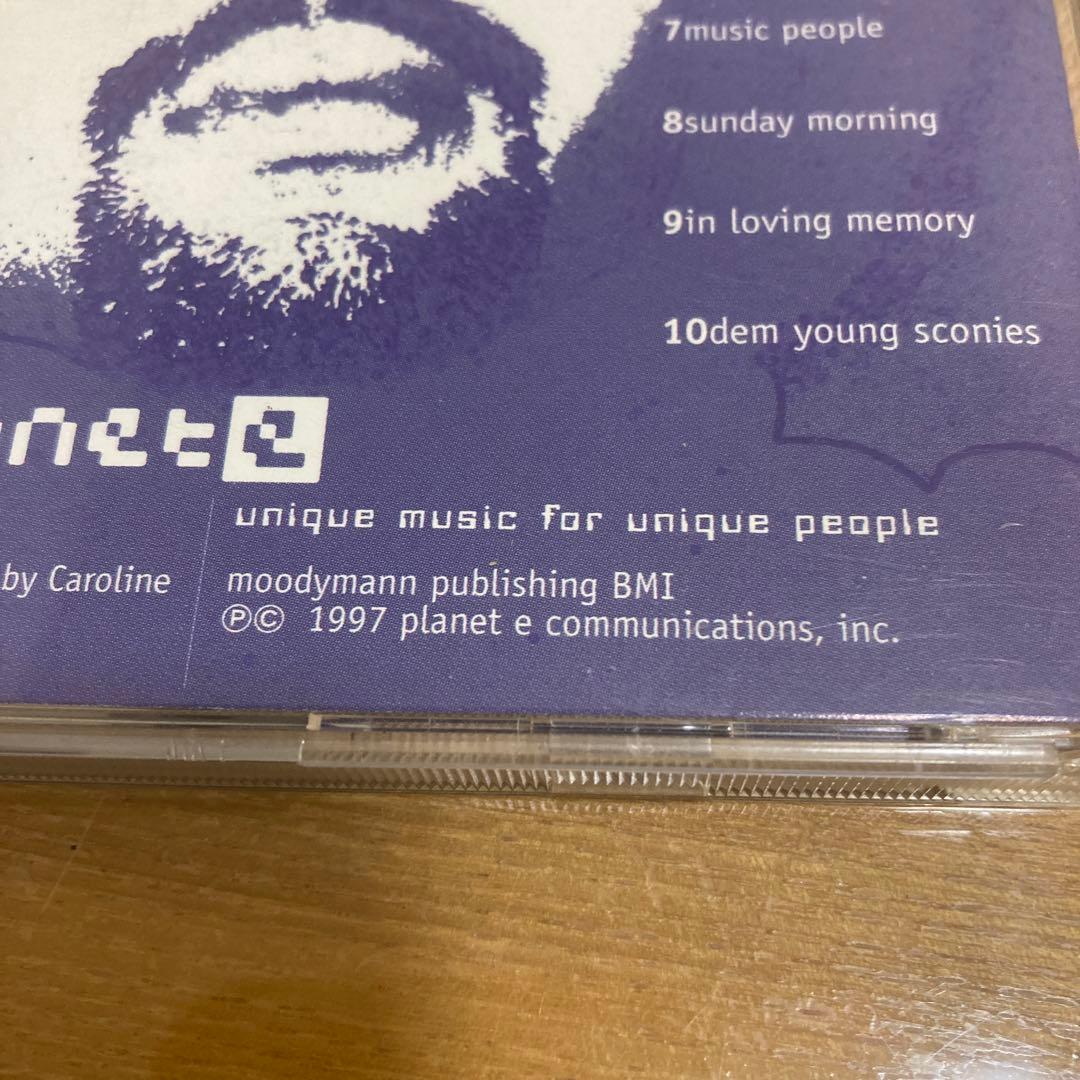 7music people
8sunday morning
9in loving memory
10dem young sconies
net e
unique music for unique people
by Caroline
moodymann publishing BMI
℗© 1997 planet e communications, inc.